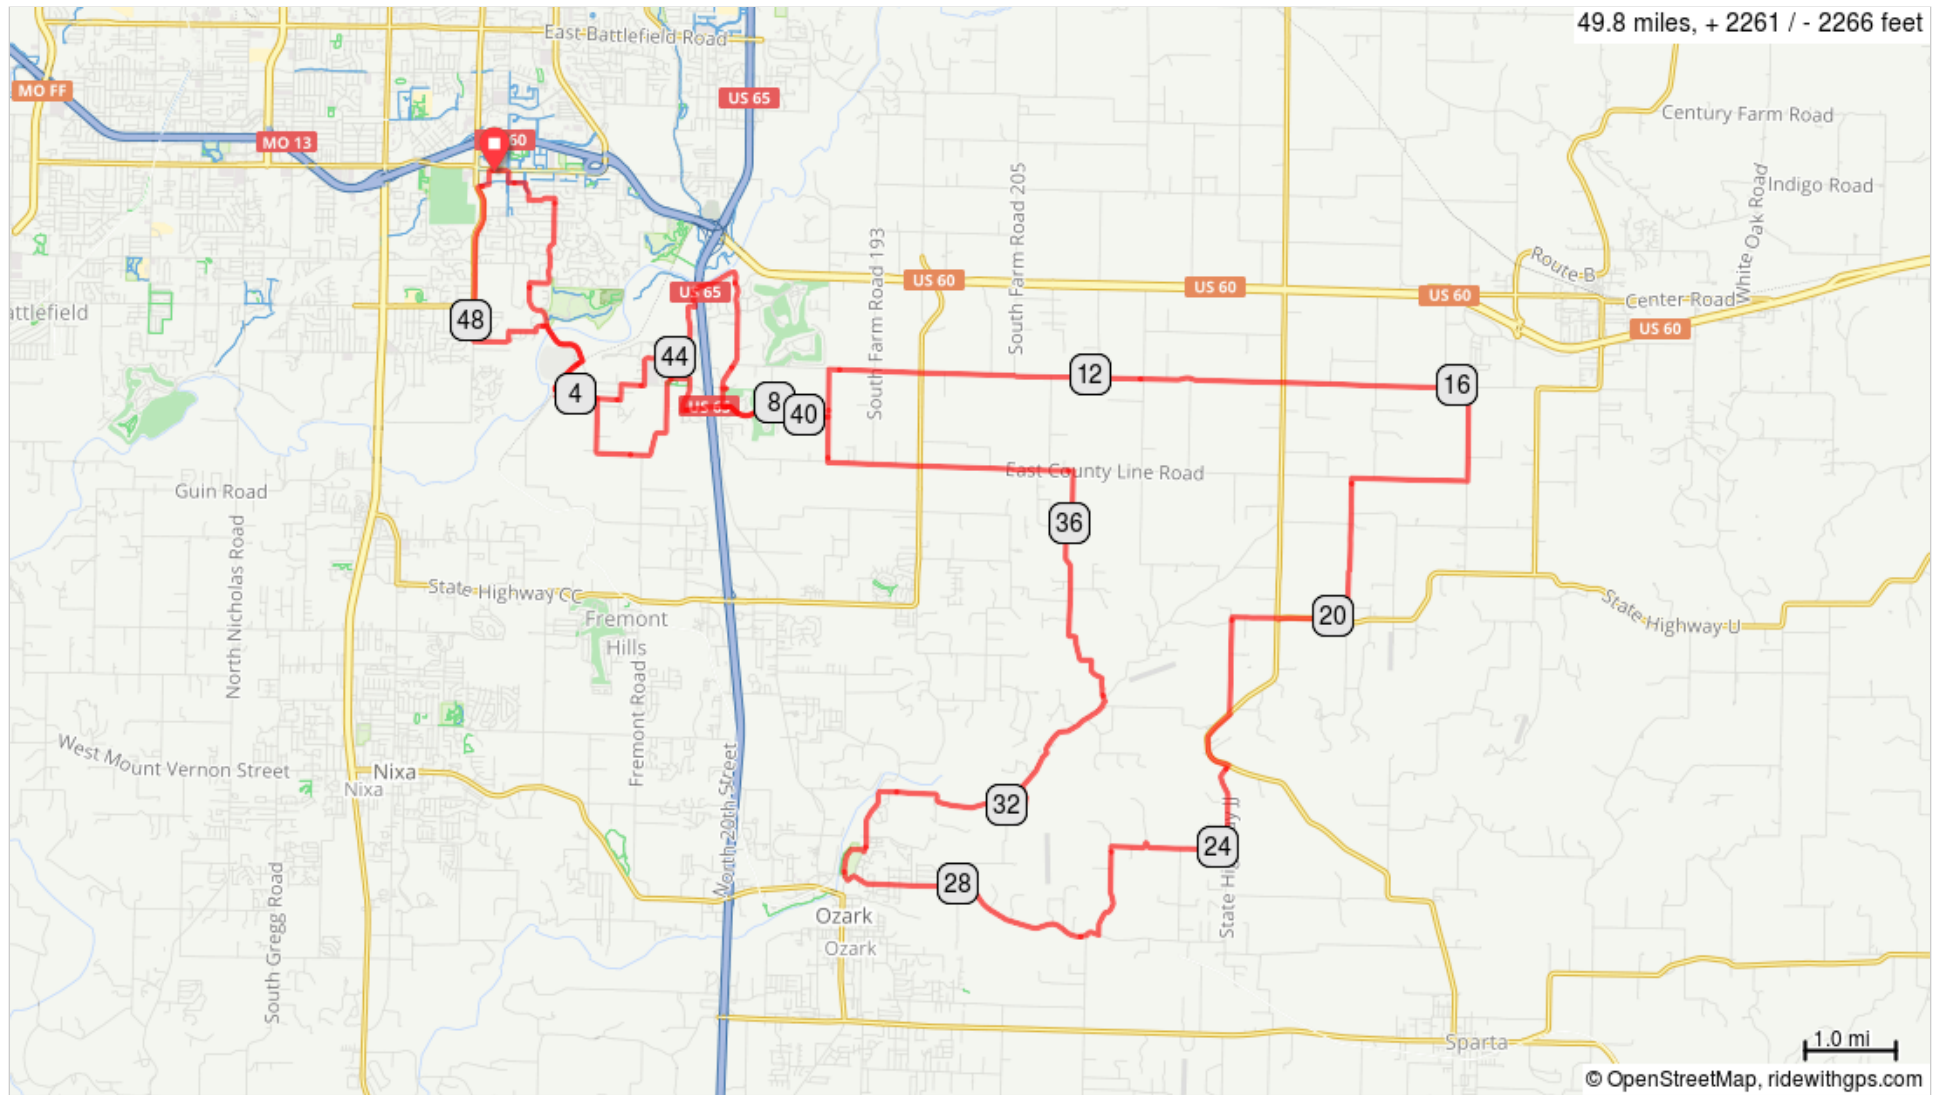 49.8 miles, + 2261 / - 2266 feet
East Battlefield Road
MO FF
US 65
Century Farm Road
MO 13
60
Indigo Road
White Oak Road
South Farm Road 205
South Farm Road 193
Route B
US 60
US 60
US 60
US 65
Center Road
attlefield
48
US 60
44
12
16
4
8
40
US 65
East County Line Road
Guin Road
36
North Nicholas Road
State Highway CC
Fremont
Hills
20
State Highway U
Fremont Road
West Mount Vernon Street
Nixa
Nixa
North 20th Street
32
24
State Hi y JJ
28
South Gregg Road
Ozark
Ozark
1.0 mi
Sparta
© OpenStreetMap, ridewithgps.com